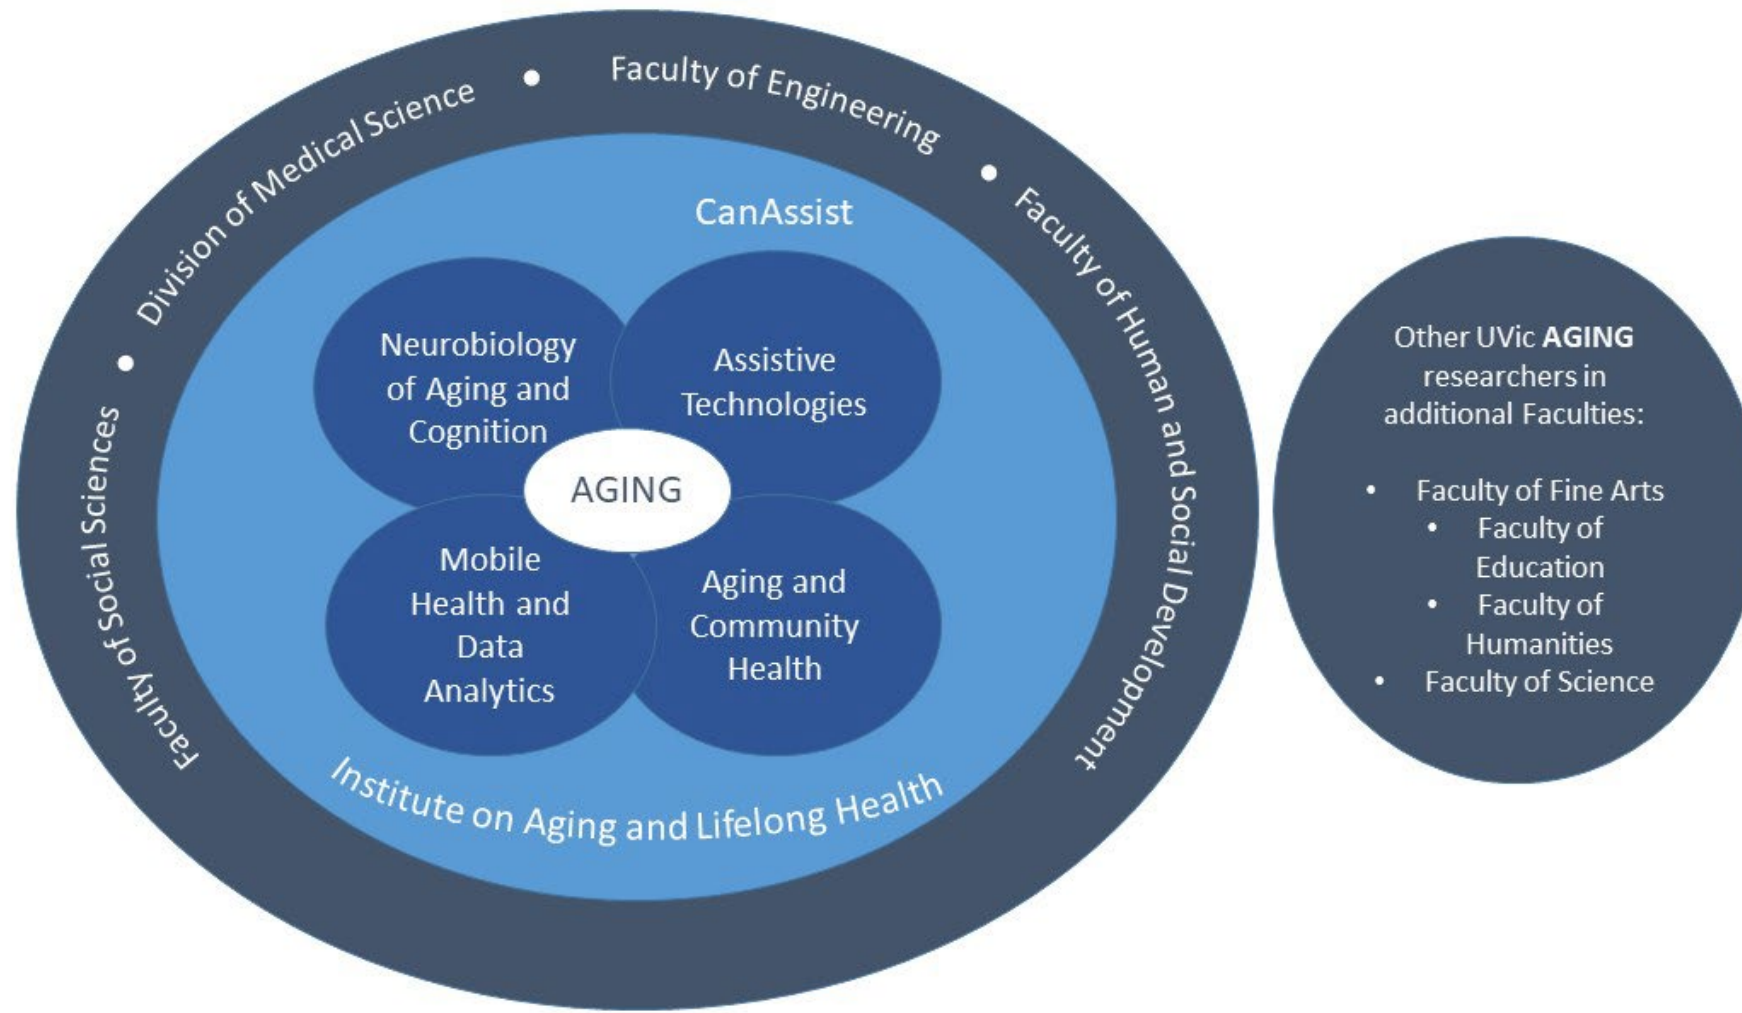 Faculty of Social Sciences • Division of Medical Science • Faculty of Engineering • Faculty of Human and Social Development
CanAssist
Neurobiology
of Aging and
Cognition
Assistive
Technologies
AGING
Mobile
Health and
Data
Analytics
Aging and
Community
Health
Institute on Aging and Lifelong Health
Other UVic AGING
researchers in
additional Faculties:
• Faculty of Fine Arts
• Faculty of
Education
• Faculty of
Humanities
• Faculty of Science